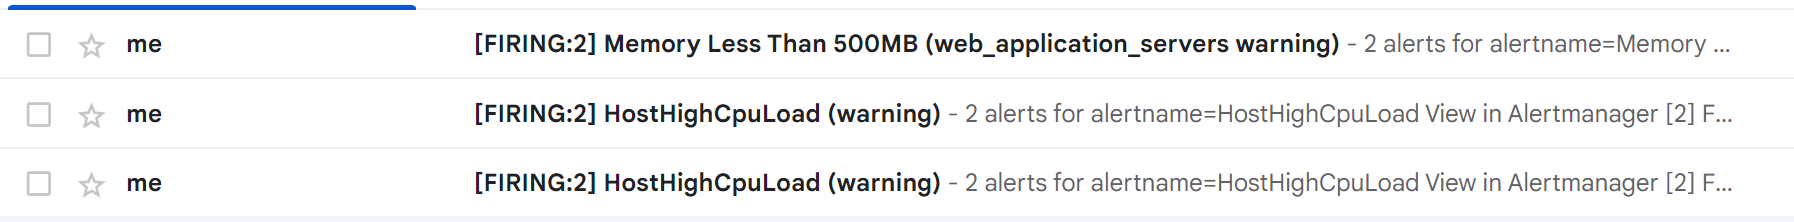 me [FIRING:2] Memory Less Than 500MB (web_application_servers warning) - 2 alerts for alertname=Memory ...
me [FIRING:2] HostHighCpuLoad (warning) - 2 alerts for alertname=HostHighCpuLoad View in Alertmanager [2] F...
me [FIRING:2] HostHighCpuLoad (warning) - 2 alerts for alertname=HostHighCpuLoad View in Alertmanager [2] F...